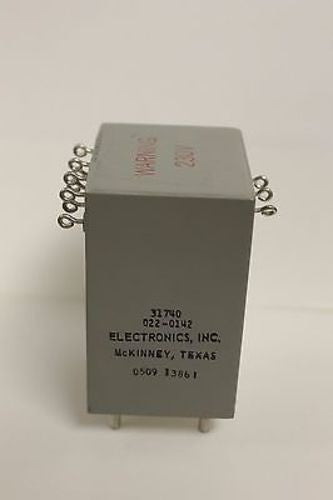 WARNING
230V
31740
022-0142
ELECTRONICS, INC.
McKINNEY, TEXAS
0509 13861